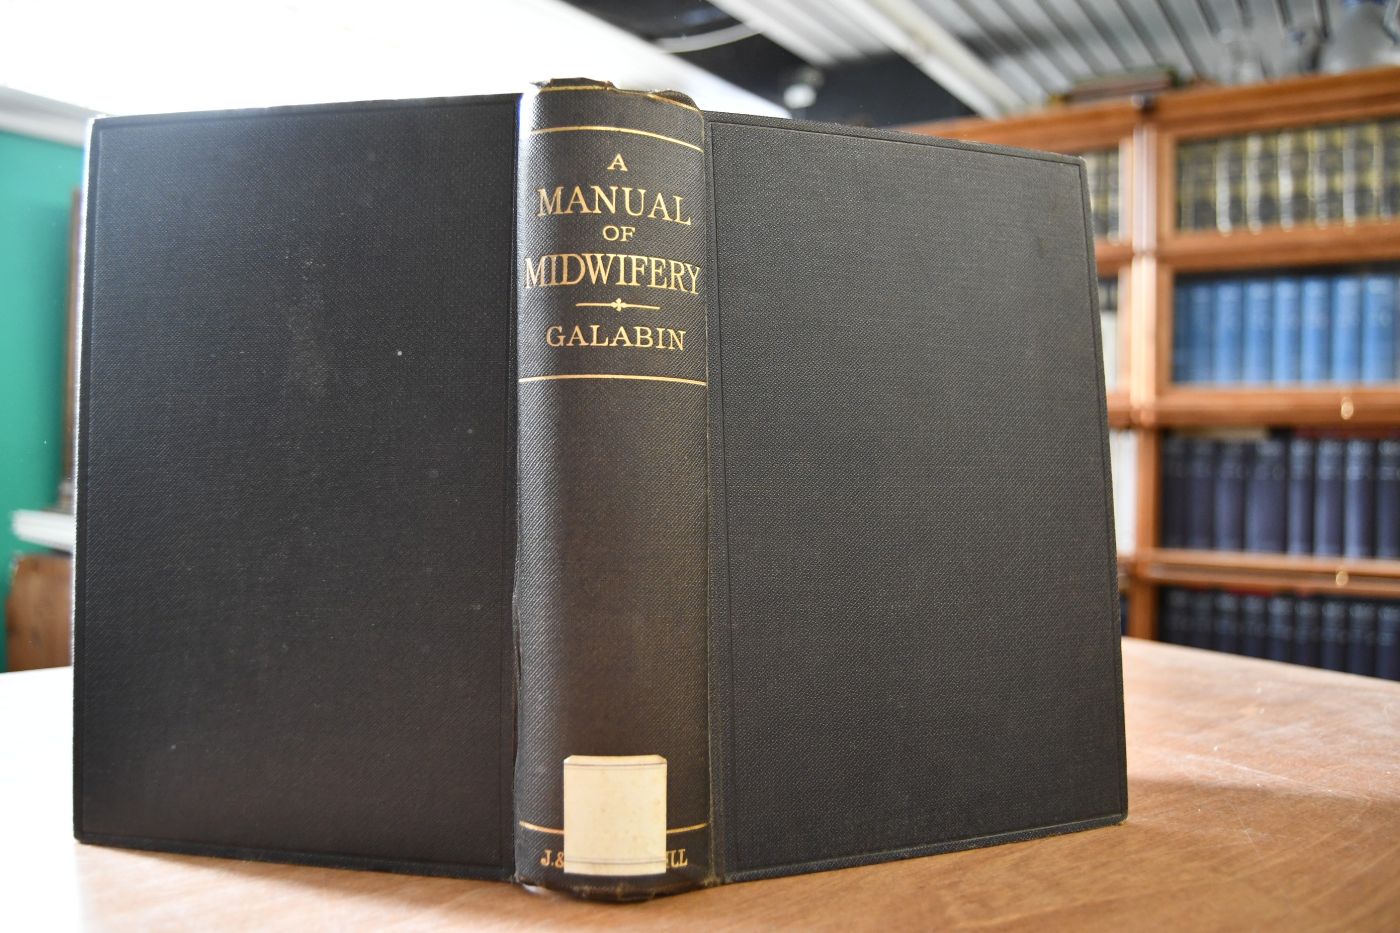 A
MANUAL
OF
MIDWIFERY
GALABIN
J. &